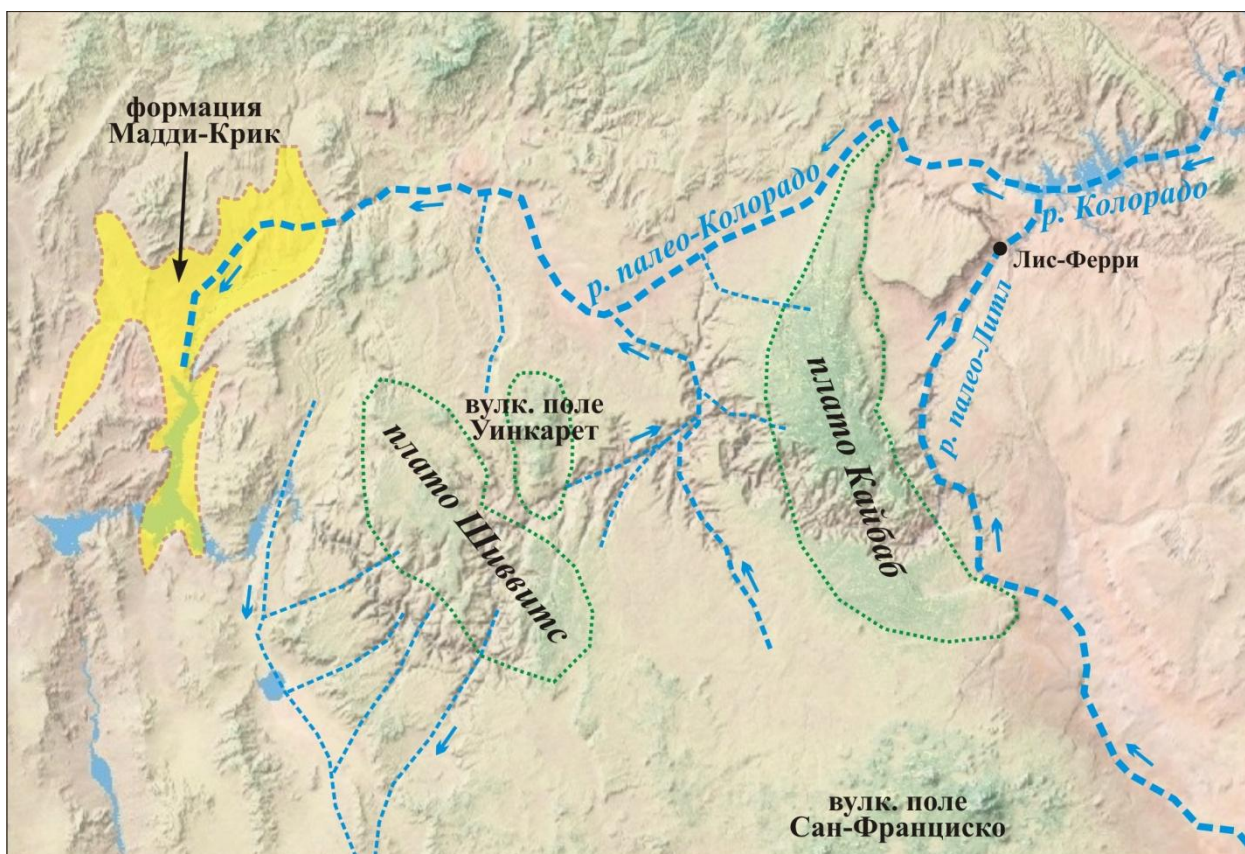 формация
Мадди-Крик
р. палео-Колорадо
р. Колорадо
Лис-Ферри
р. палео-Литл
плато Кайбаб
вулк. поле
Уинкарет
плато Шиввитс
вулк. поле
Сан-Франциско